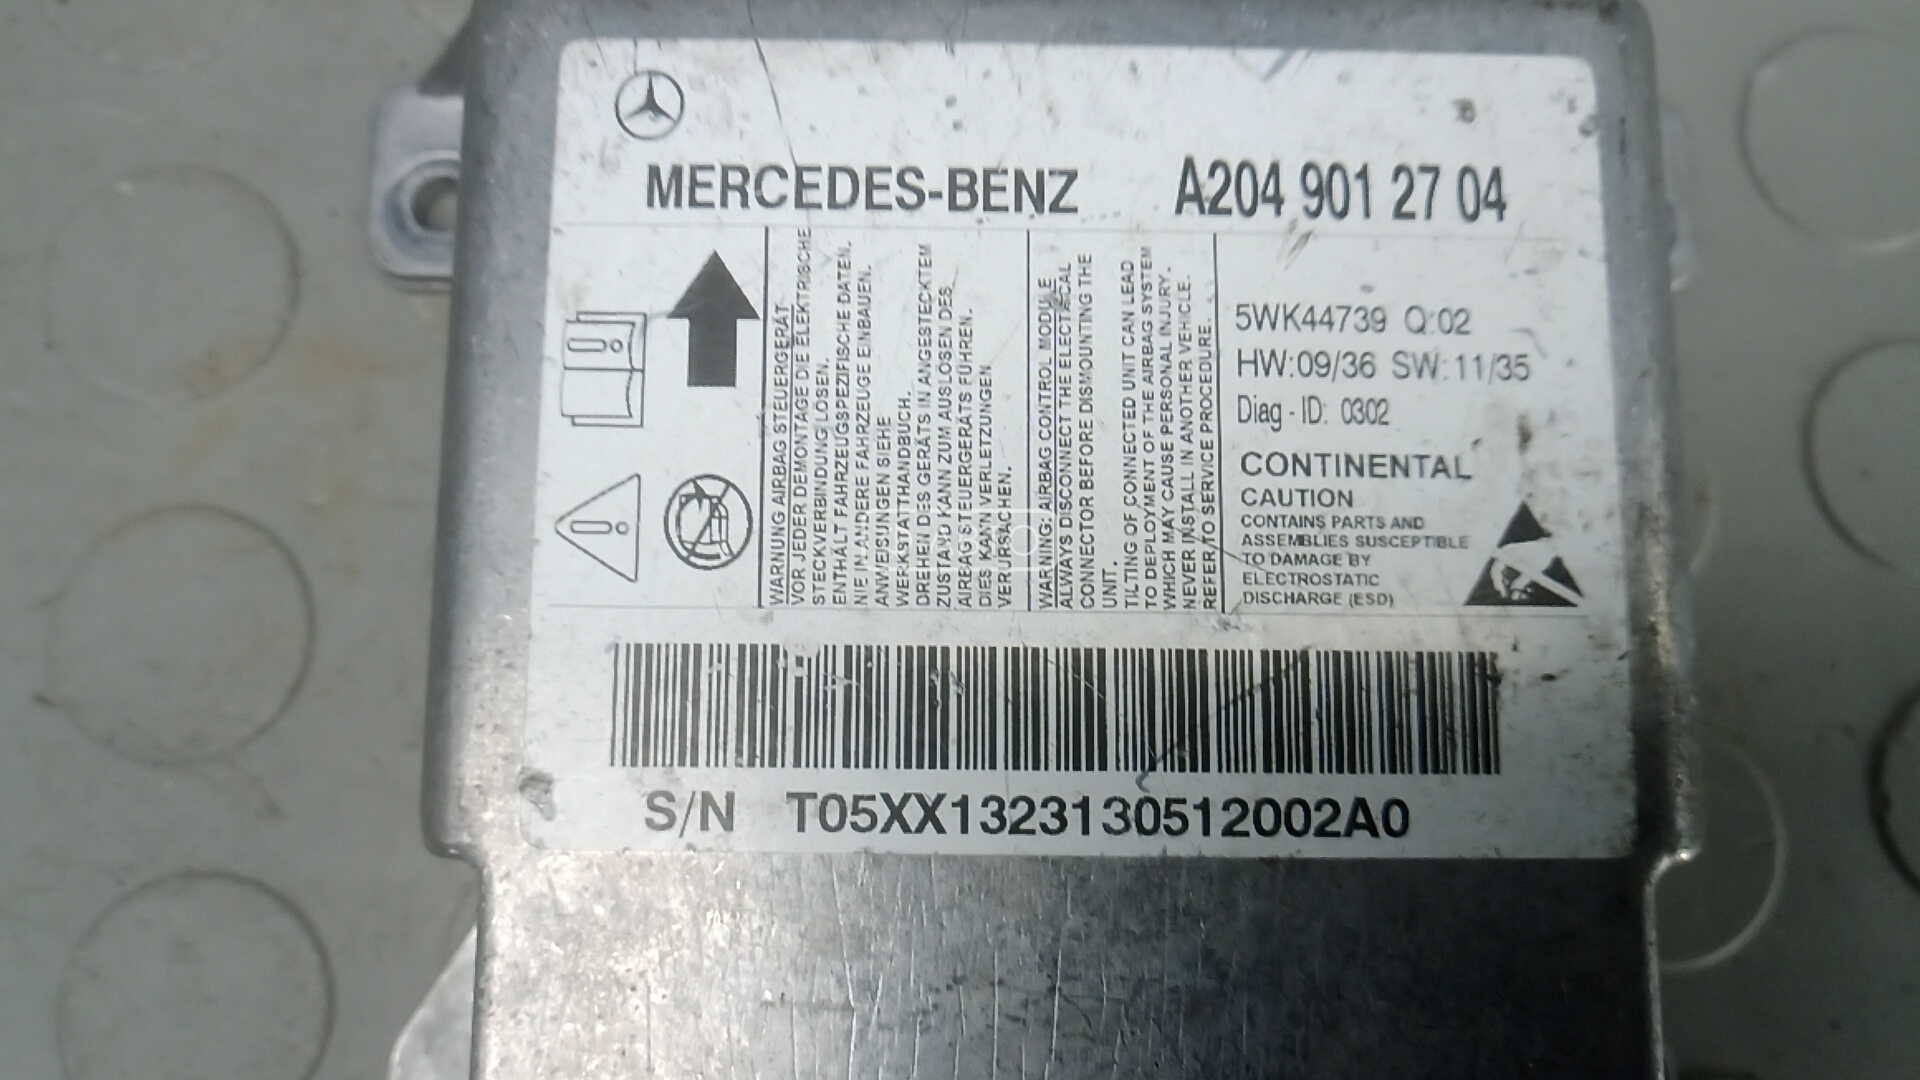 MERCEDES-BENZ A204 901 27 04
WARNUNG AIRBAG STEUERGERÄT
VOR JEDER DEMONTAGE DIE ELEKTRISCHE
STECKVERBINDUNG LÖSEN.
ENTHÄLT FAHRZEUGSPEZIFISCHE DATEN.
NIE IN ANDERE FAHRZEUGE EINBAUEN.
ANWEISUNGEN SIEHE
WERKSTATTHANDBUCH.
DREHEN DES GERÄTS IN ANGESTECKTEM
ZUSTAND KANN ZUM AUSLÖSEN DES
AIRBAG STEUERGERÄTS FÜHREN.
DIES KANN VERLETZUNGEN
VERURSACHEN.
WARNING: AIRBAG CONTROL MODULE
ALWAYS DISCONNECT THE ELECTRICAL
CONNECTOR BEFORE DISMOUNTING THE
UNIT.
TILTING OF CONNECTED UNIT CAN LEAD
TO DEPLOYMENT OF THE AIRBAG SYSTEM
WHICH MAY CAUSE PERSONAL INJURY.
NEVER INSTALL IN ANOTHER VEHICLE.
REFER TO SERVICE PROCEDURE.
5WK44739 Q:02
HW:09/36 SW:11/35
Diag-ID: 0302
CONTINENTAL
CAUTION
CONTAINS PARTS AND
ASSEMBLIES SUSCEPTIBLE
TO DAMAGE BY
ELECTROSTATIC
DISCHARGE (ESD)
S/N T05XX1323130512002A0